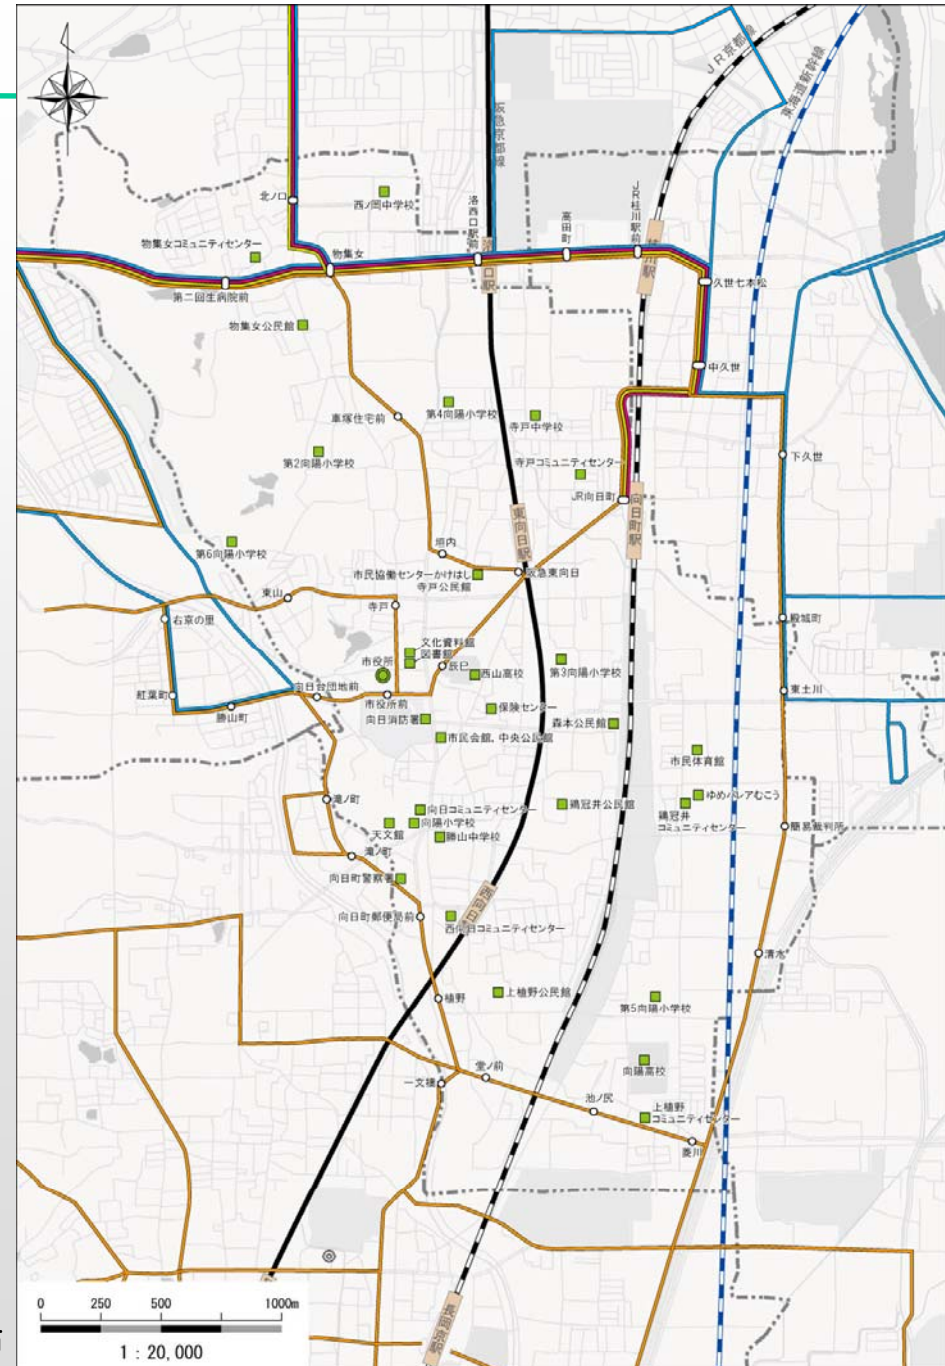 JR京都線
東海道新幹線
阪急京都線
北ノ口
西ノ岡中学校
洛西口駅前
高田町
JR桂川駅前
物集女コミュニティセンター
物集女
洛西口駅
桂川駅
久世七本松
第二回生病院前
物集女公民館
中久世
車塚住宅前
第4向陽小学校
寺戸中学校
第2向陽小学校
寺戸コミュニティセンター
下久世
JR向日町
向日町駅
東向日駅
第6向陽小学校
垣内
阪急東向日
市民協働センターかけはし
寺戸公民館
東山
寺戸
右京の里
殿城町
文化資料館
図書館
市役所
辰巳
西山高校
第3向陽小学校
紅葉町
向日台団地前
市役所前
東土川
勝山町
保険センター
向日消防署
森本公民館
市民会館、中央公民館
市民体育館
滝ノ町
向日コミュニティセンター
鶏冠井公民館
ゆめパレアむこう
鶏冠井
コミュニティセンター
天文館
向陽小学校
勝山中学校
簡易裁判所
滝ノ町
向日町警察署
西向日駅
向日町郵便局前
西向日コミュニティセンター
清水
植野
上植野公民館
第5向陽小学校
向陽高校
堂ノ前
一文橋
池ノ尻
上植野
コミュニティセンター
菱川
長岡京駅
0 250 500 1000m
1 : 20,000